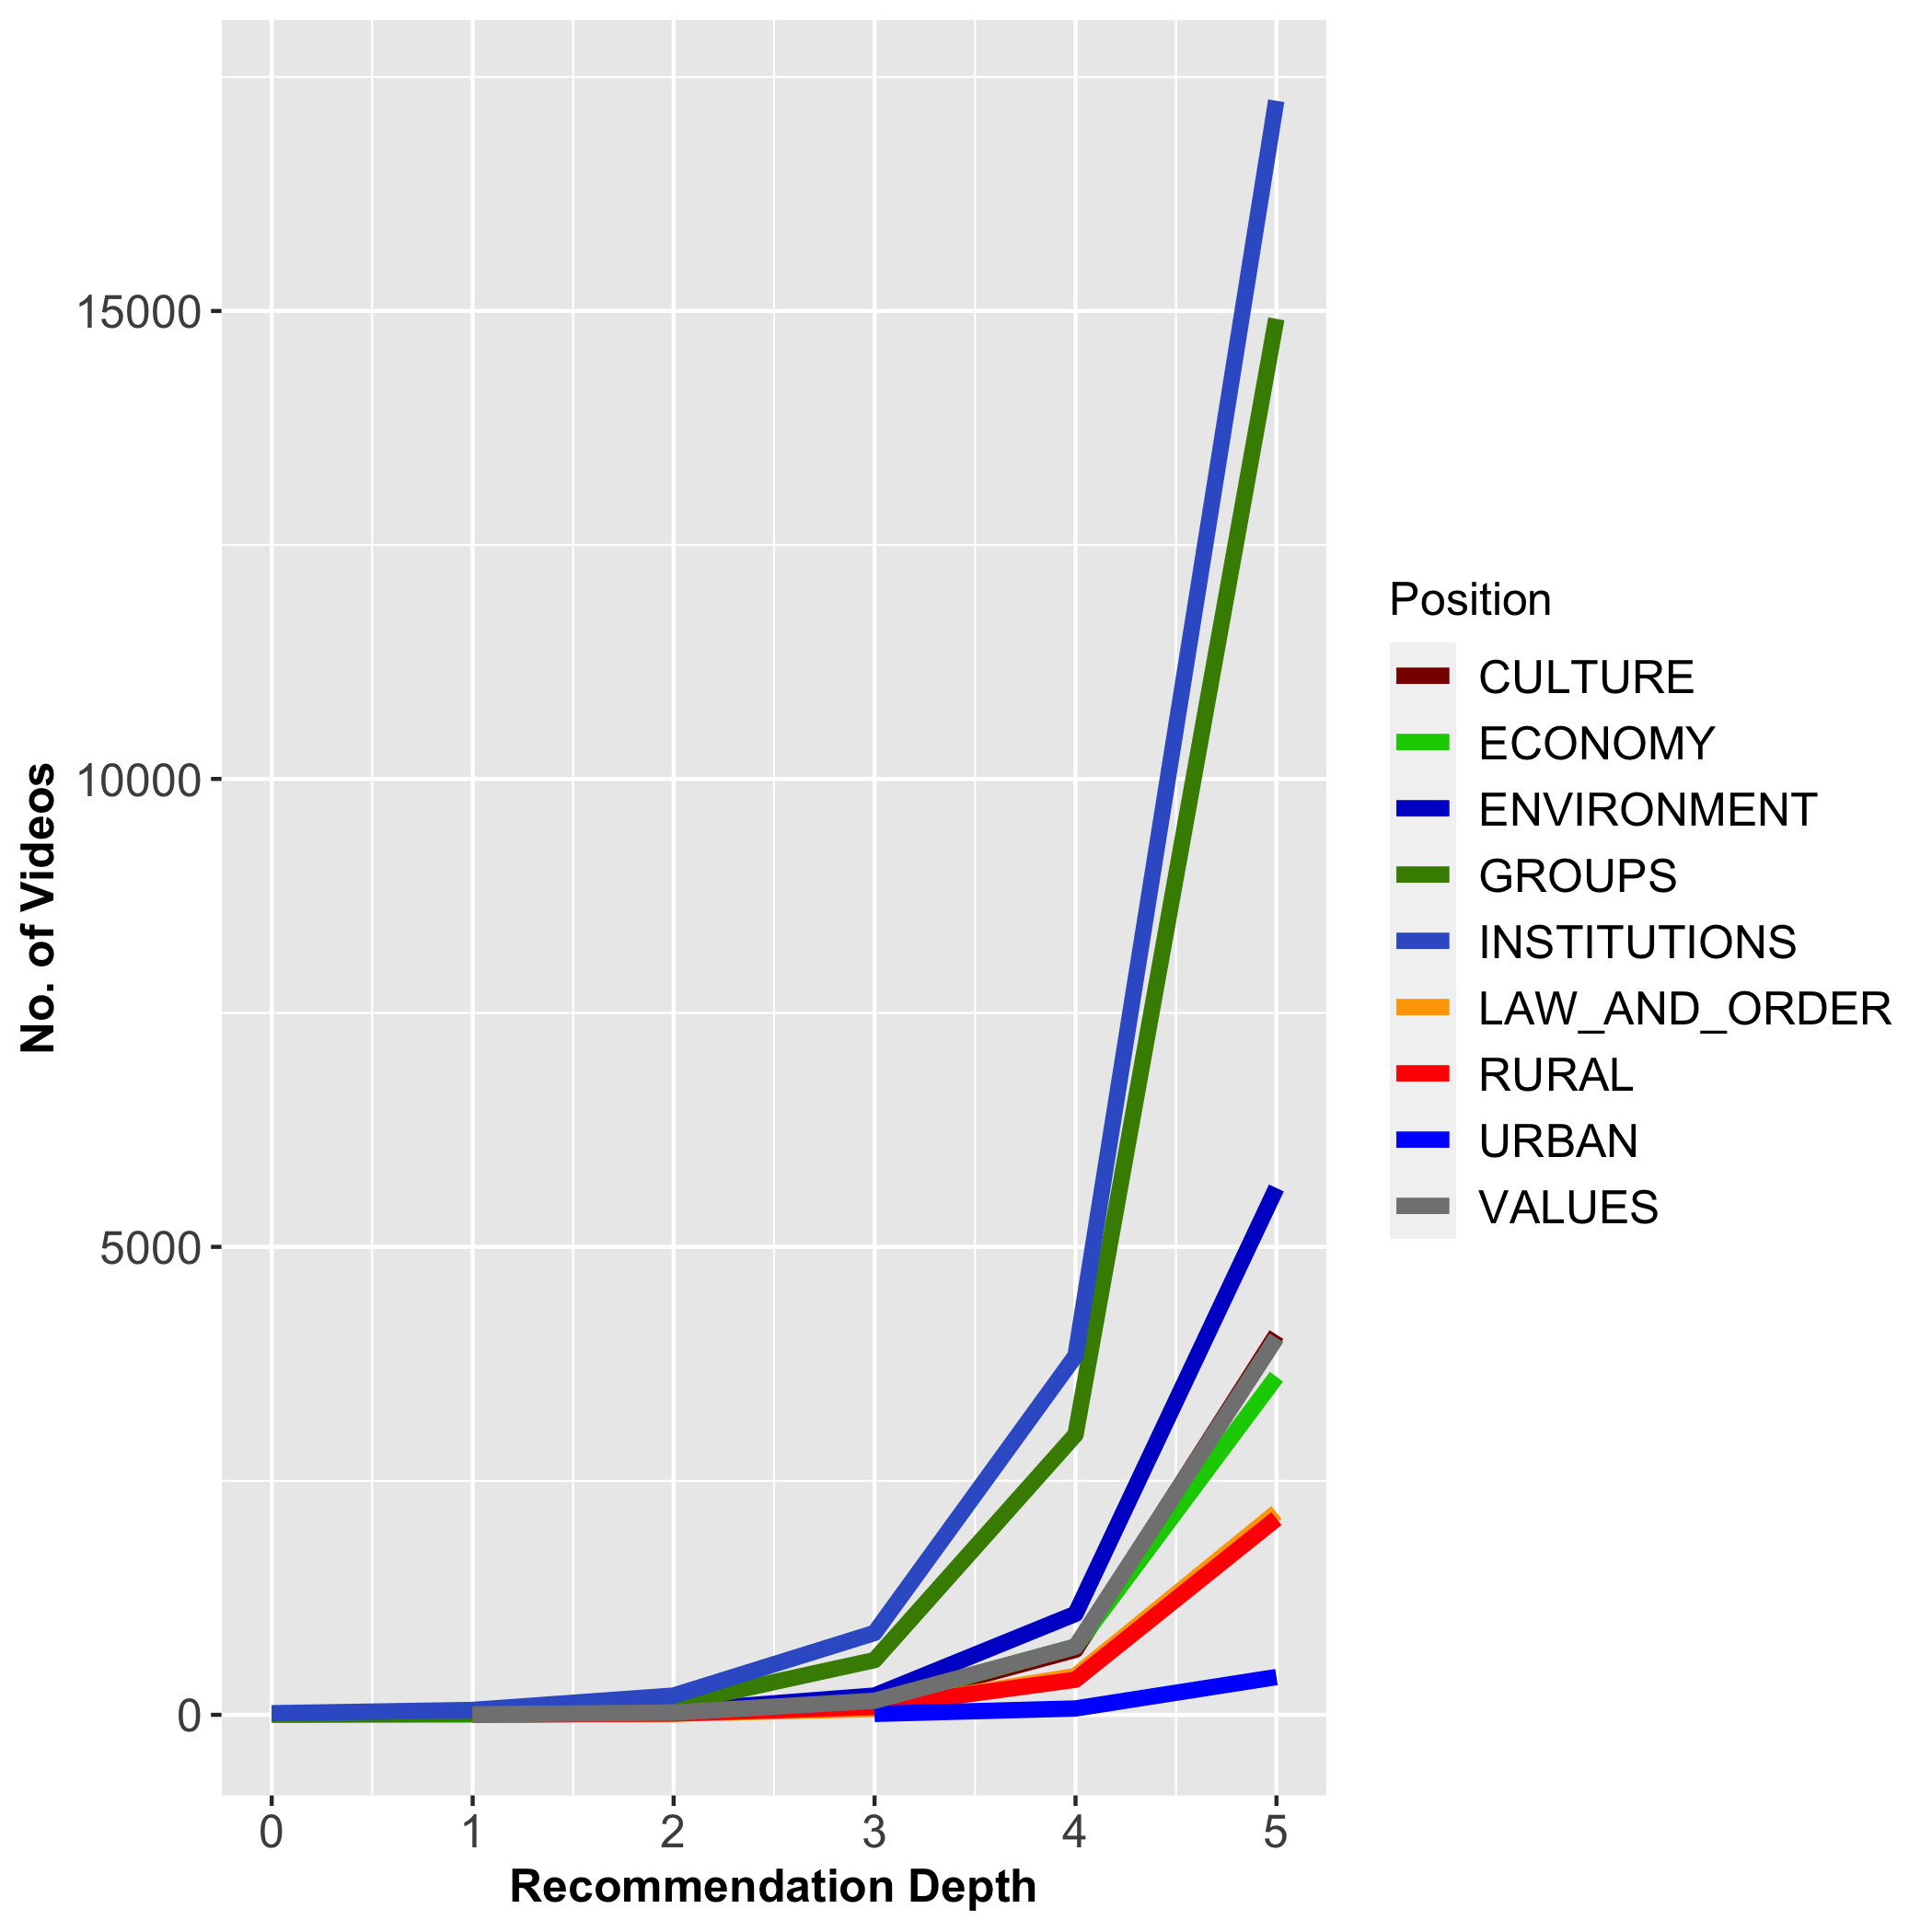 No. of Videos
15000
10000
5000
0
0 1 2 3 4 5
Recommendation Depth
Position
CULTURE
ECONOMY
ENVIRONMENT
GROUPS
INSTITUTIONS
LAW_AND_ORDER
RURAL
URBAN
VALUES